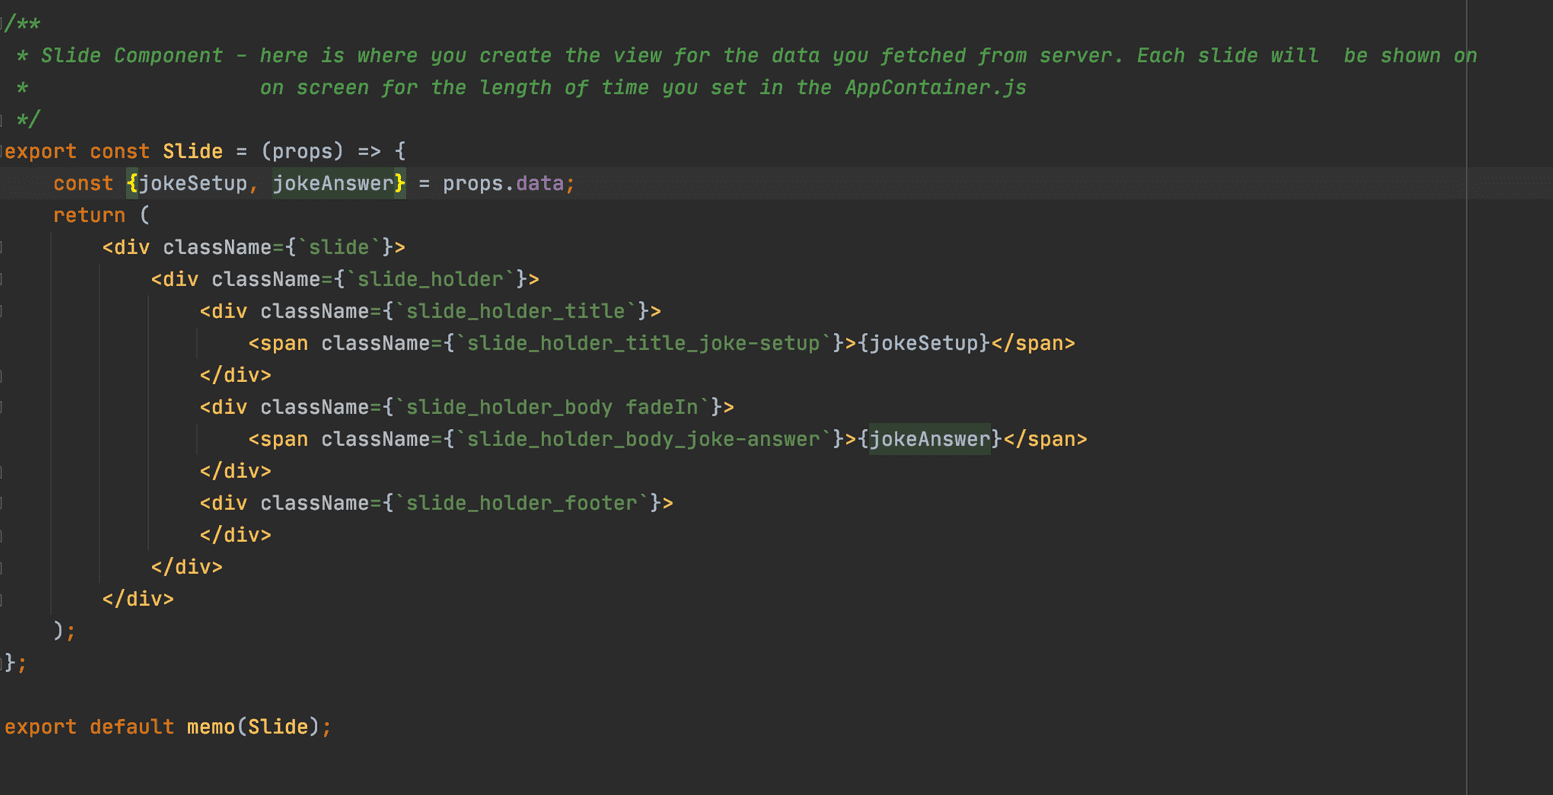 /**
 * Slide Component - here is where you create the view for the data you fetched from server. Each slide will  be shown on
 *                   on screen for the length of time you set in the AppContainer.js
 */
export const Slide = (props) => {
    const {jokeSetup, jokeAnswer} = props.data;
    return (
        <div className={`slide`}>
            <div className={`slide_holder`}>
                <div className={`slide_holder_title`}>
                    <span className={`slide_holder_title_joke-setup`}>{jokeSetup}</span>
                </div>
                <div className={`slide_holder_body fadeIn`}>
                    <span className={`slide_holder_body_joke-answer`}>{jokeAnswer}</span>
                </div>
                <div className={`slide_holder_footer`}>
                </div>
            </div>
        </div>
    );
};
export default memo(Slide);